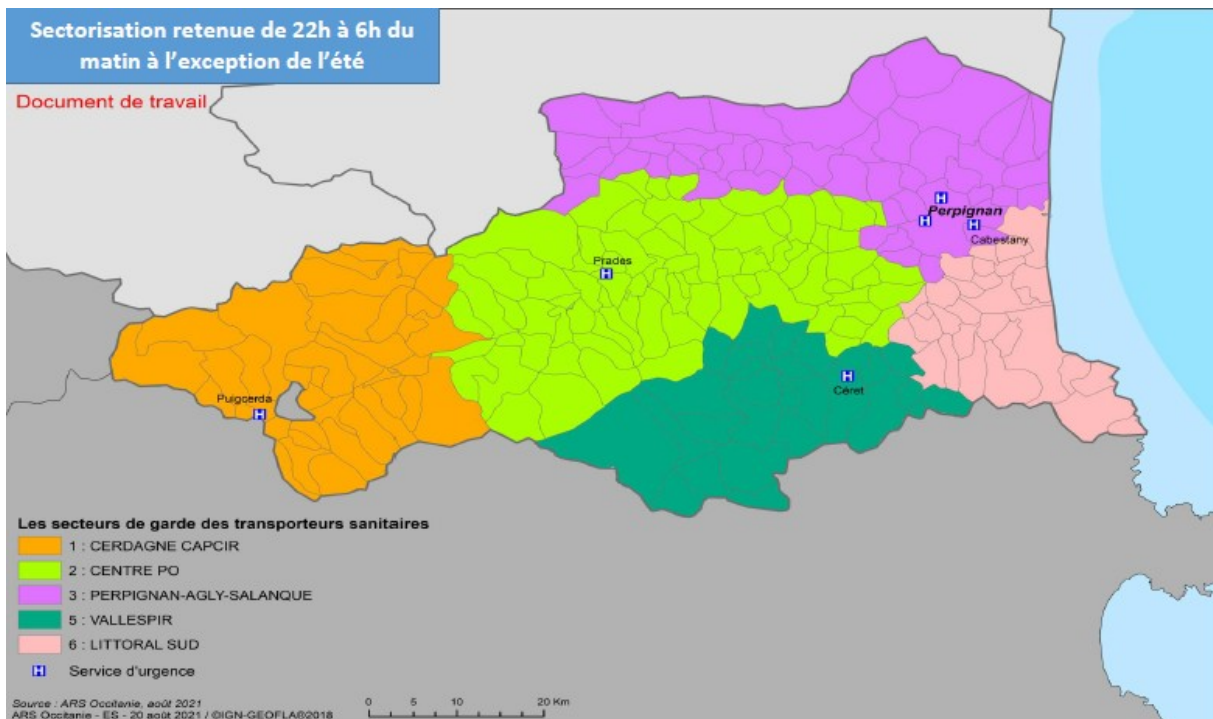 Sectorisation retenue de 22h à 6h du
matin à l'exception de l'été
Document de travail
Perpignan
Cabestany
Prades
Puigcerda
Céret
Les secteurs de garde des transporteurs sanitaires
1 : CERDAGNE CAPCIR
2 : CENTRE PO
3 : PERPIGNAN-AGLY-SALANQUE
5 : VALLESPIR
6 : LITTORAL SUD
H Service d'urgence
Source : ARS Occitanie, août 2021
ARS Occitanie - ES - 20 août 2021 / ©IGN-GEOFLA®2018
0 5 10 20 Km